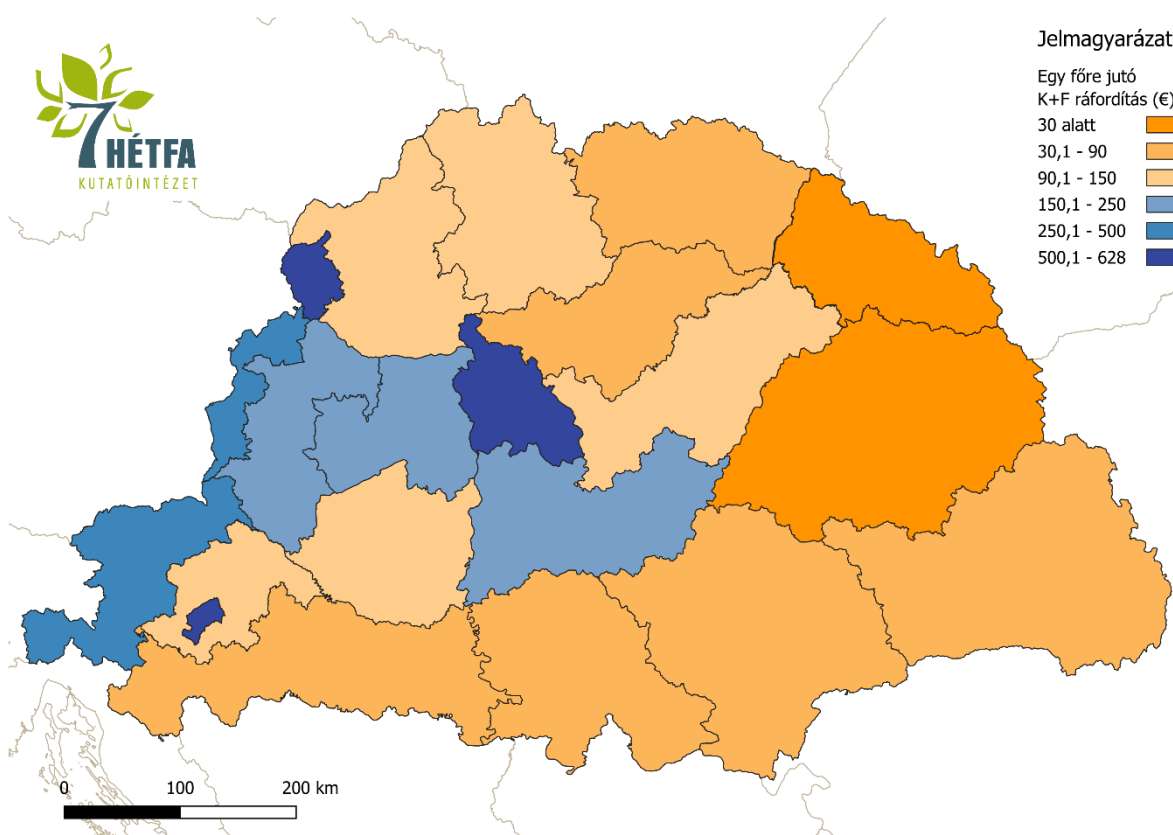 7 HÉTFA
KUTATÓINTÉZET
Jelmagyarázat
Egy főre jutó
K+F ráfordítás (€)
30 alatt
30,1 - 90
90,1 - 150
150,1 - 250
250,1 - 500
500,1 - 628
0 100 200 km